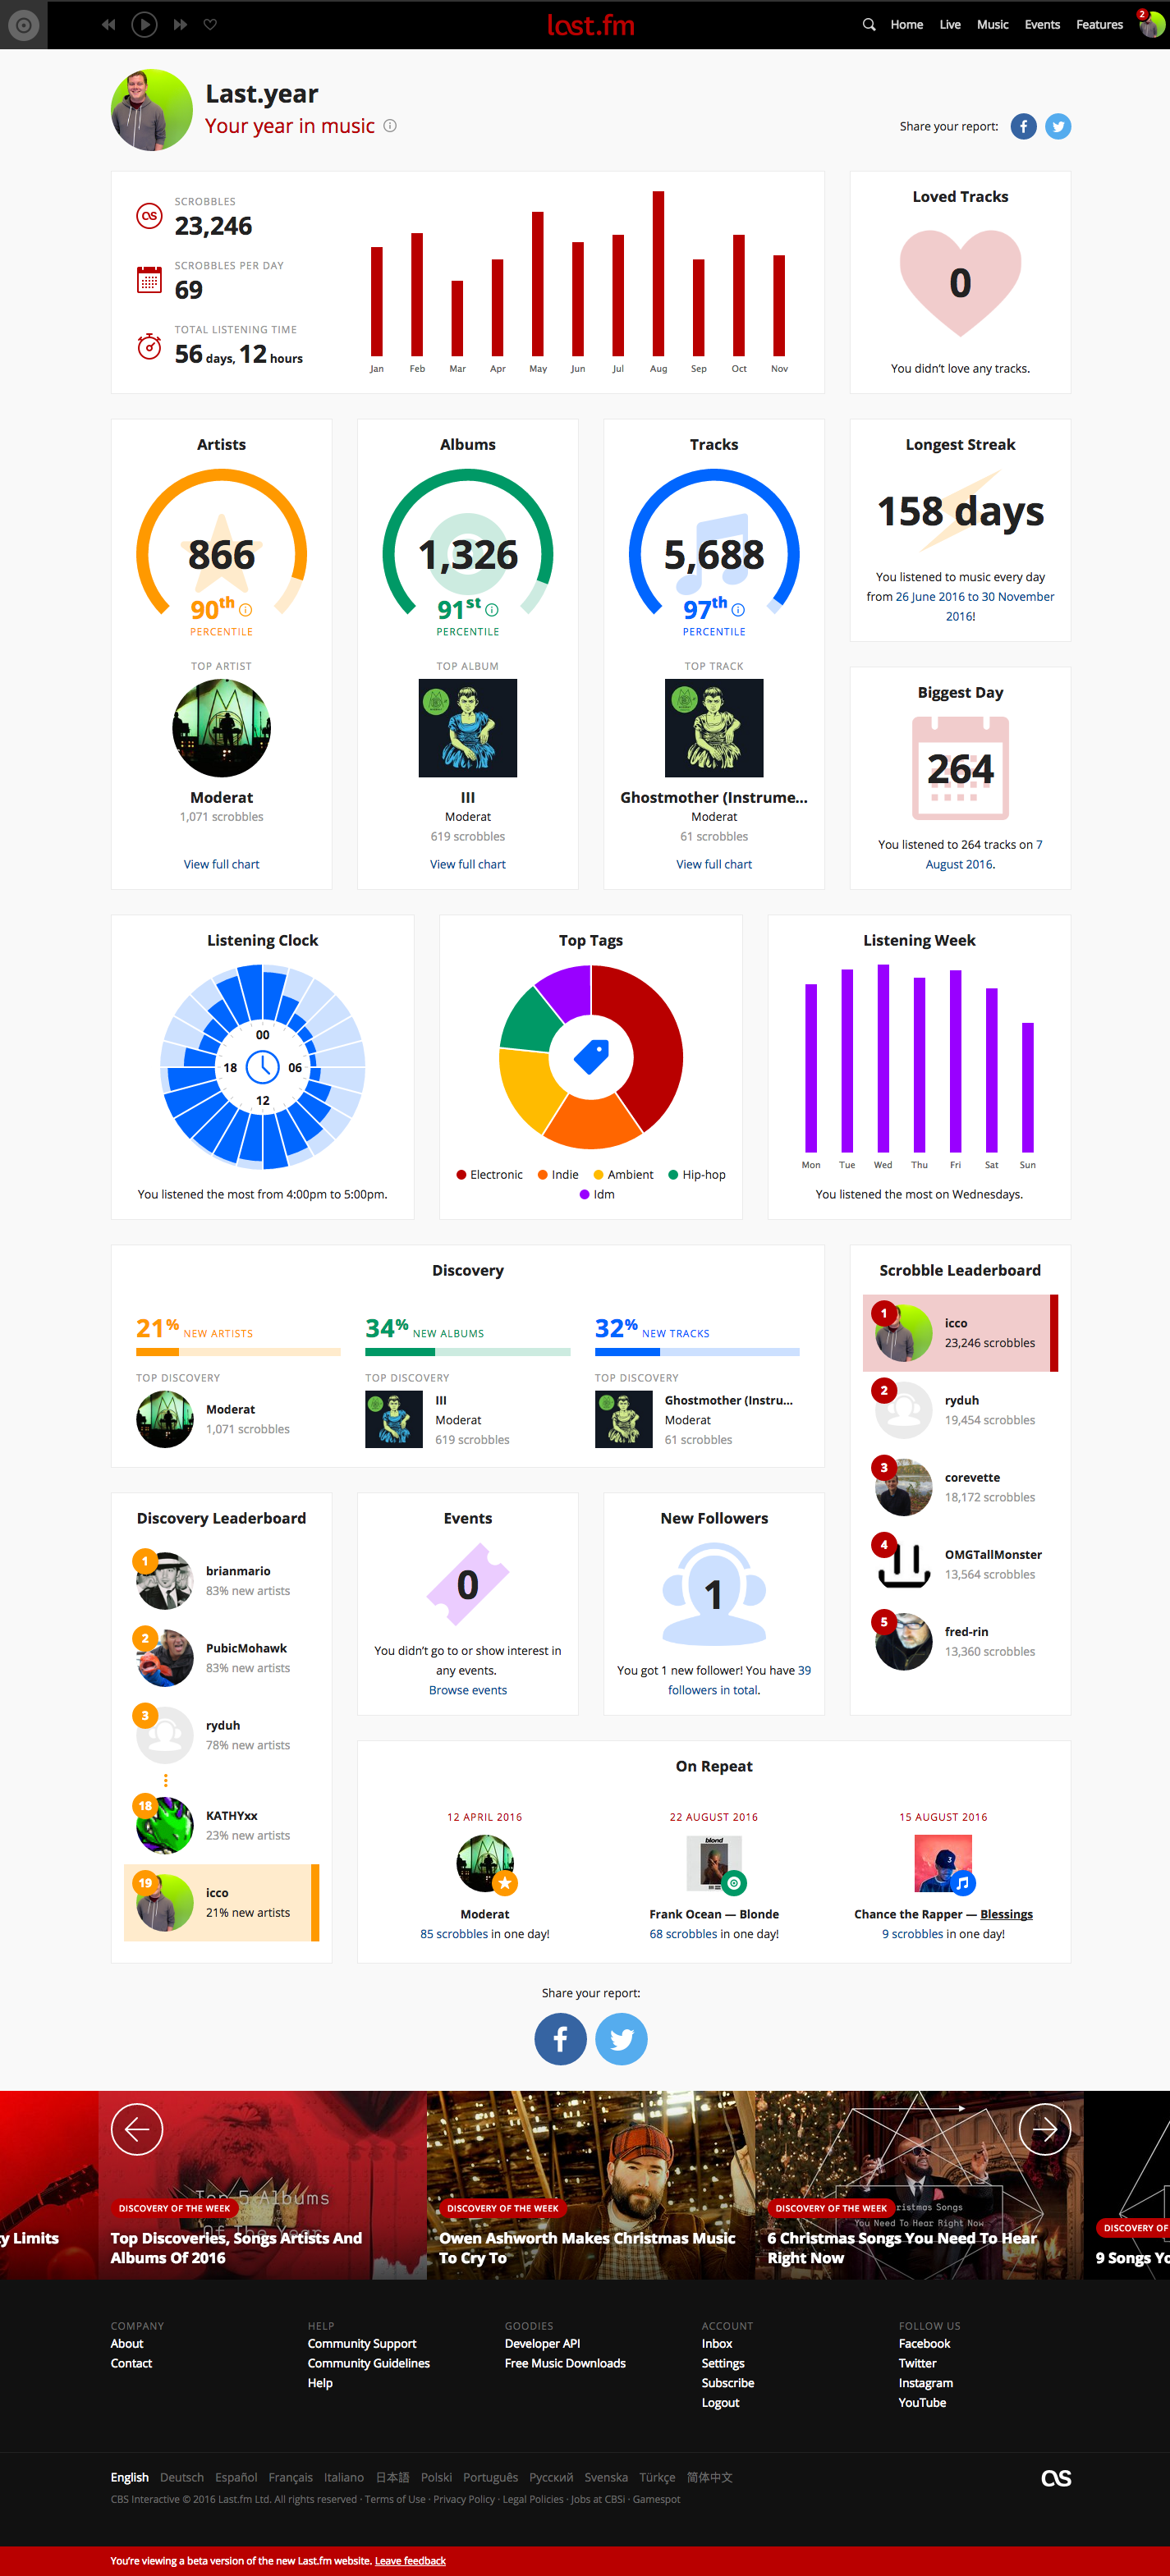 last.fm
Home Live Music Events Features
2
Last.year
Your year in music
Share your report:
SCROBBLES
23,246
SCROBBLES PER DAY
69
TOTAL LISTENING TIME
56 days, 12 hours
Jan Feb Mar Apr May Jun Jul Aug Sep Oct Nov
Loved Tracks
0
You didn't love any tracks.
Artists
866
90th
PERCENTILE
TOP ARTIST
Moderat
1,071 scrobbles
View full chart
Albums
1,326
91st
PERCENTILE
TOP ALBUM
III
Moderat
619 scrobbles
View full chart
Tracks
5,688
97th
PERCENTILE
TOP TRACK
Ghostmother (Instrume...
Moderat
61 scrobbles
View full chart
Longest Streak
158 days
You listened to music every day
from 26 June 2016 to 30 November
2016!
Biggest Day
264
You listened to 264 tracks on 7
August 2016.
Listening Clock
00
18 06
12
You listened the most from 4:00pm to 5:00pm.
Top Tags
Electronic Indie Ambient Hip-hop
Idm
Listening Week
Mon Tue Wed Thu Fri Sat Sun
You listened the most on Wednesdays.
Discovery
21% NEW ARTISTS
TOP DISCOVERY
Moderat
1,071 scrobbles
34% NEW ALBUMS
TOP DISCOVERY
III
Moderat
619 scrobbles
32% NEW TRACKS
TOP DISCOVERY
Ghostmother (Instru...
Moderat
61 scrobbles
Scrobble Leaderboard
1
icco
23,246 scrobbles
2
ryduh
19,454 scrobbles
3
corevette
18,172 scrobbles
4
OMGTallMonster
13,564 scrobbles
5
fred-rin
13,360 scrobbles
Discovery Leaderboard
1
brianmario
83% new artists
2
PubicMohawk
83% new artists
3
ryduh
78% new artists
18
KATHYxx
23% new artists
19
icco
21% new artists
Events
0
You didn't go to or show interest in
any events.
Browse events
New Followers
1
You got 1 new follower! You have 39
followers in total.
On Repeat
12 APRIL 2016
Moderat
85 scrobbles in one day!
22 AUGUST 2016
blond
Frank Ocean — Blonde
68 scrobbles in one day!
15 AUGUST 2016
3
Chance the Rapper — Blessings
9 scrobbles in one day!
Share your report:
y Limits
Top 5 Albums
Of The Year
DISCOVERY OF THE WEEK
Top Discoveries, Songs Artists And
Albums Of 2016
DISCOVERY OF THE WEEK
Owen Ashworth Makes Christmas Music
To Cry To
DISCOVERY OF THE WEEK
ristmas Songs
You Need To Hear Right Now
6 Christmas Songs You Need To Hear
Right Now
DISCOVERY OF
9 Songs Yo
COMPANY
About
Contact
HELP
Community Support
Community Guidelines
Help
GOODIES
Developer API
Free Music Downloads
ACCOUNT
Inbox
Settings
Subscribe
Logout
FOLLOW US
Facebook
Twitter
Instagram
YouTube
English Deutsch Español Français Italiano 日本語 Polski Português Русский Svenska Türkçe 简体中文
CBS Interactive © 2016 Last.fm Ltd. All rights reserved · Terms of Use · Privacy Policy · Legal Policies · Jobs at CBSi · Gamespot
You're viewing a beta version of the new Last.fm website. Leave feedback